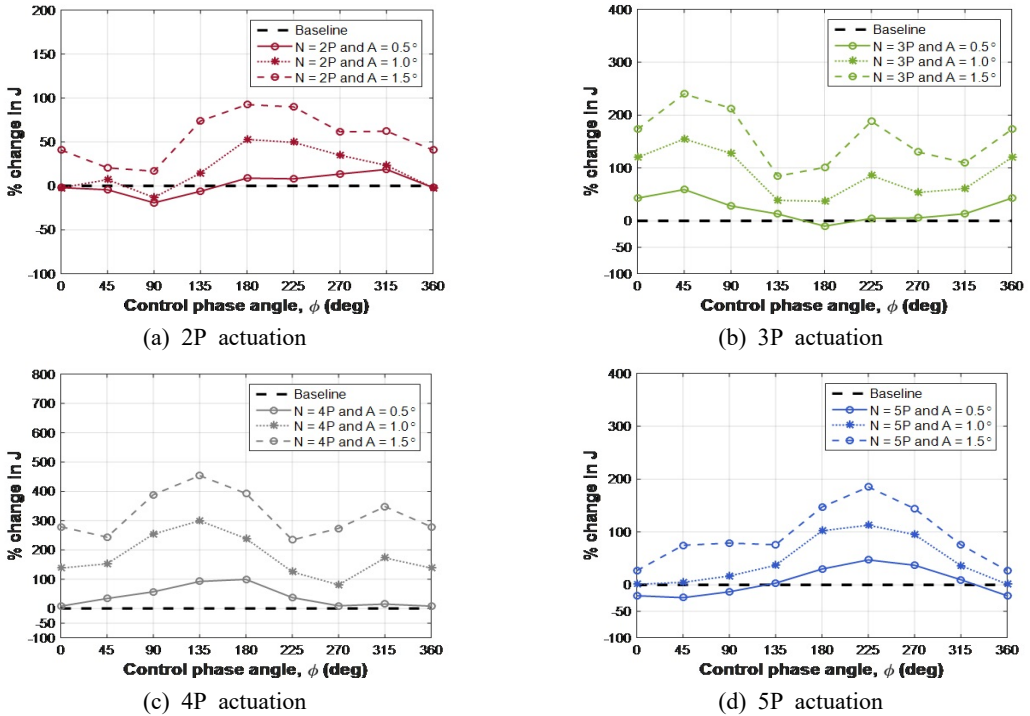 200
150
100
50
0
-50
-100
% change in J
Baseline
N = 2P and A = 0.5°
N = 2P and A = 1.0°
N = 2P and A = 1.5°
0 45 90 135 180 225 270 315 360
Control phase angle, ϕ (deg)
(a) 2P actuation
400
300
200
100
50
0
-50
-100
% change in J
Baseline
N = 3P and A = 0.5°
N = 3P and A = 1.0°
N = 3P and A = 1.5°
0 45 90 135 180 225 270 315 360
Control phase angle, ϕ (deg)
(b) 3P actuation
800
700
600
500
400
300
200
100
50
0
-50
-100
% change in J
Baseline
N = 4P and A = 0.5°
N = 4P and A = 1.0°
N = 4P and A = 1.5°
0 45 90 135 180 225 270 315 360
Control phase angle, ϕ (deg)
(c) 4P actuation
400
300
200
100
50
0
-50
-100
% change in J
Baseline
N = 5P and A = 0.5°
N = 5P and A = 1.0°
N = 5P and A = 1.5°
0 45 90 135 180 225 270 315 360
Control phase angle, ϕ (deg)
(d) 5P actuation